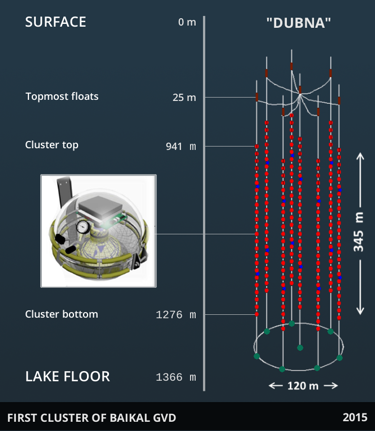 SURFACE 0 m "DUBNA"
Topmost floats 25 m
Cluster top 941 m
345 m
Cluster bottom 1276 m
LAKE FLOOR 1366 m
120 m
FIRST CLUSTER OF BAIKAL GVD 2015